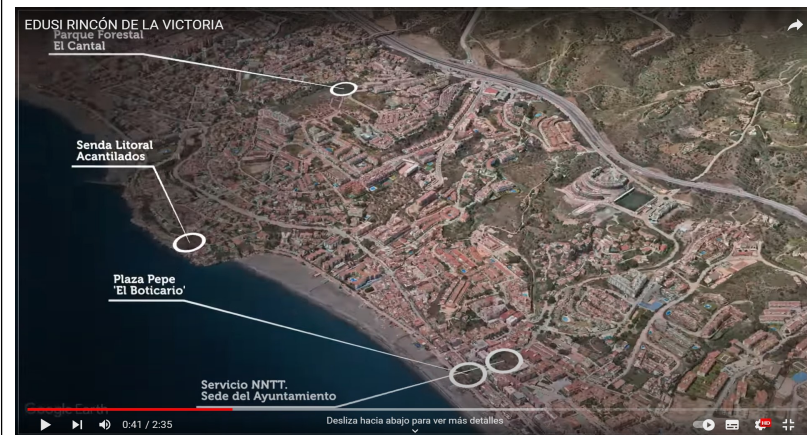 EDUSI RINCÓN DE LA VICTORIA
Parque Forestal
El Cantal
Senda Litoral
Acantilados
Plaza Pepe
'El Boticario'
Servicio NNTT.
Sede del Ayuntamiento
Google Earth
0:41 / 2:35
Desliza hacia abajo para ver más detalles
HD